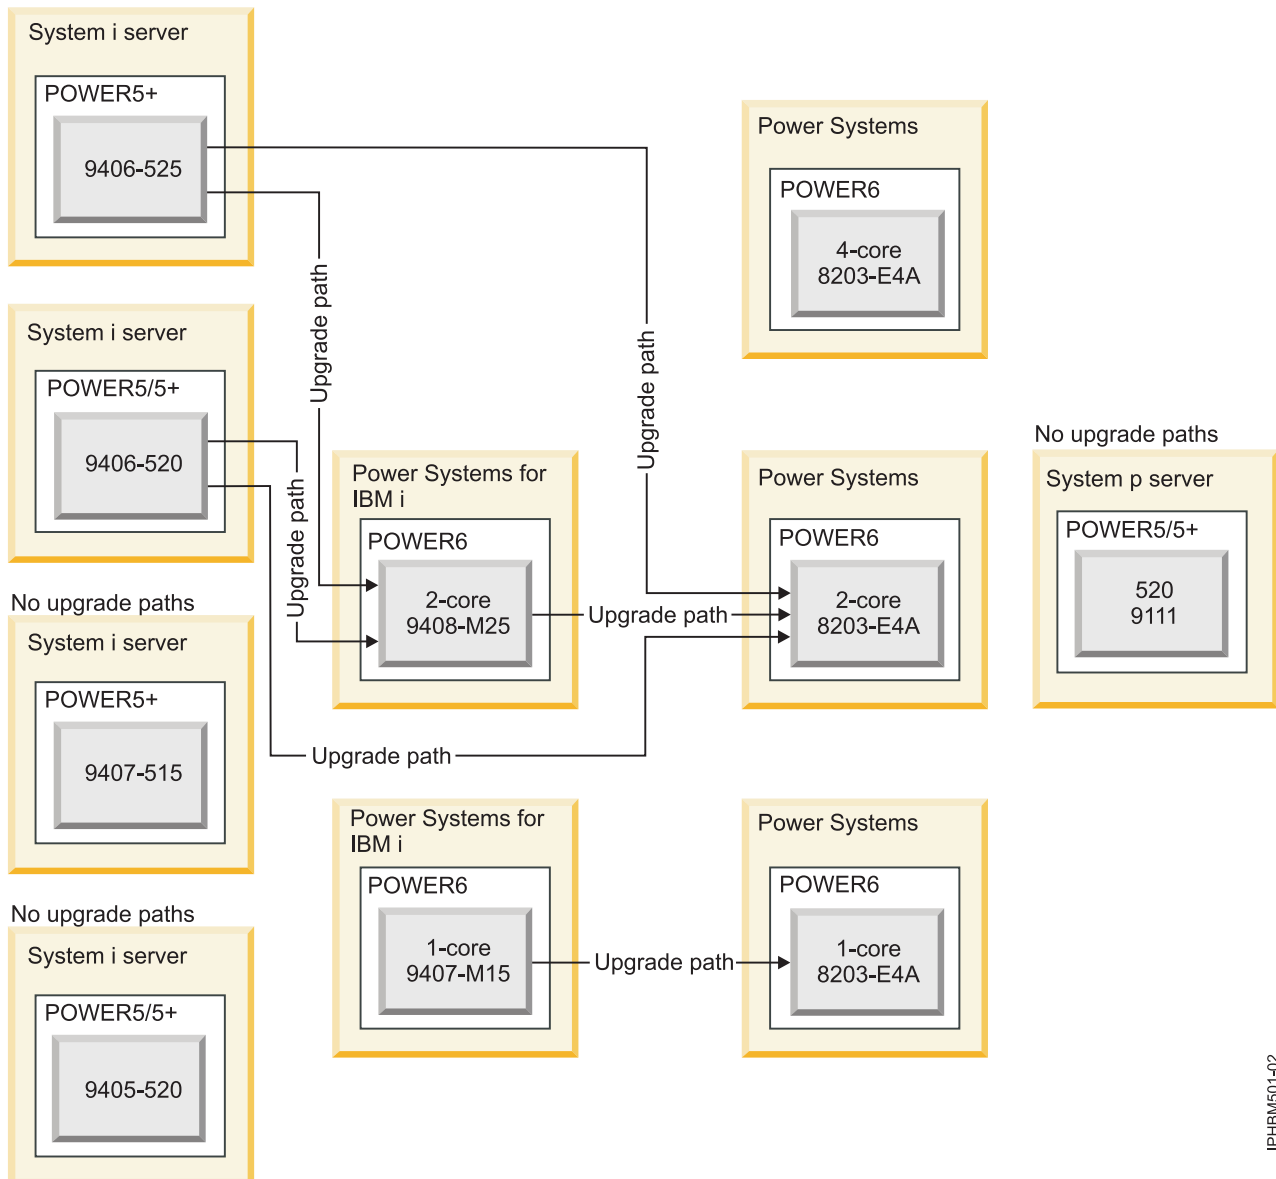 System i server
POWER5+
9406-525
Upgrade path
Upgrade path
Power Systems
POWER6
4-core
8203-E4A
System i server
POWER5/5+
9406-520
Upgrade path
Power Systems for
IBM i
POWER6
2-core
9408-M25
Upgrade path
Power Systems
POWER6
2-core
8203-E4A
No upgrade paths
System p server
POWER5/5+
520
9111
No upgrade paths
System i server
POWER5+
9407-515
Upgrade path
Power Systems for
IBM i
POWER6
1-core
9407-M15
Upgrade path
Power Systems
POWER6
1-core
8203-E4A
No upgrade paths
System i server
POWER5/5+
9405-520
IPHBM501-02